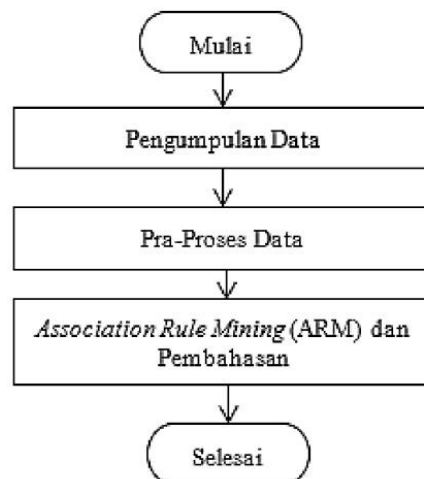 Mulai
Pengumpulan Data
Pra-Proses Data
Association Rule Mining (ARM) dan
Pembahasan
Selesai